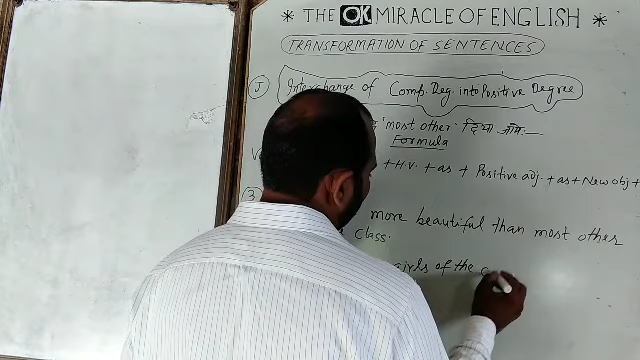 * THE OK MIRACLE OF ENGLISH *
TRANSFORMATION OF SENTENCES
(J) Interchange of Comp. Deg. into Positive Degree
"most other" दिया जाये —
Formula
+ H.V. + as + Positive adj. + as + New obj +
(3)
more beautiful than most other
class.
girls of the c